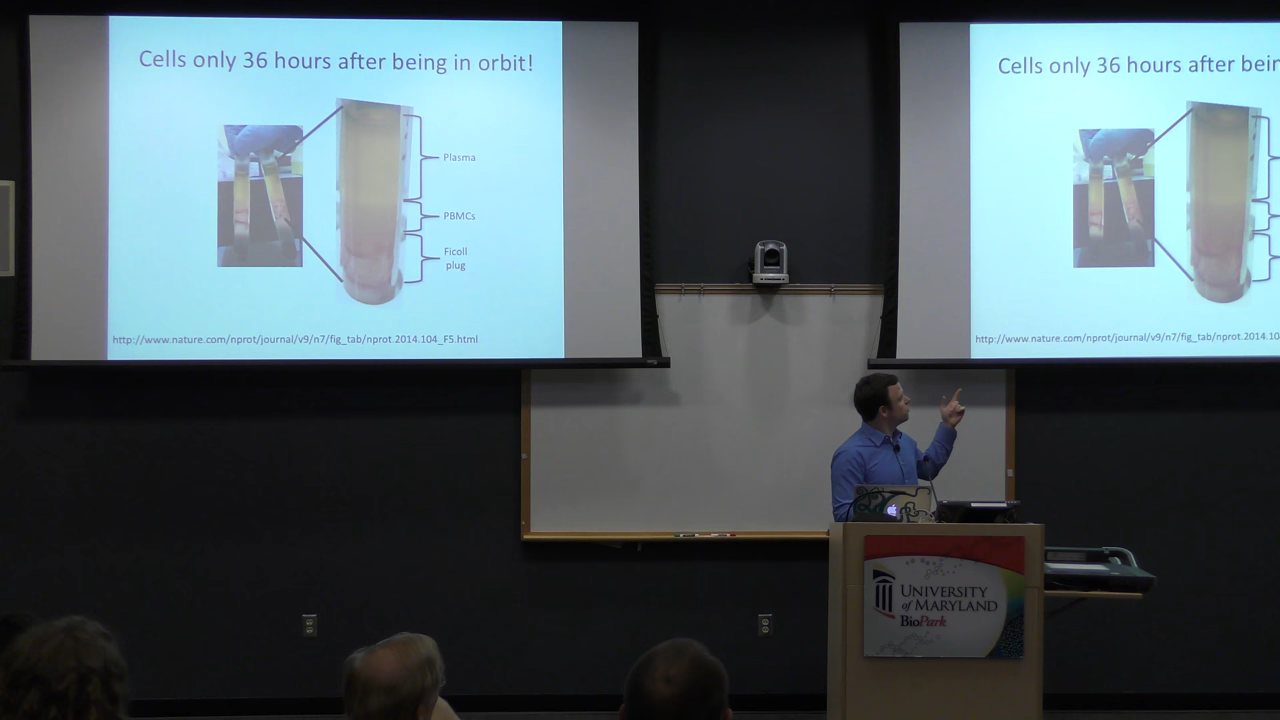 Cells only 36 hours after being in orbit!
Plasma
PBMCs
Ficoll
plug
http://www.nature.com/nprot/journal/v9/n7/fig_tab/nprot.2014.104_F5.html
Cells only 36 hours after bein
http://www.nature.com/nprot/journal/v9/n7/fig_tab/nprot.2014.10
UNIVERSITY
of MARYLAND
BioPark